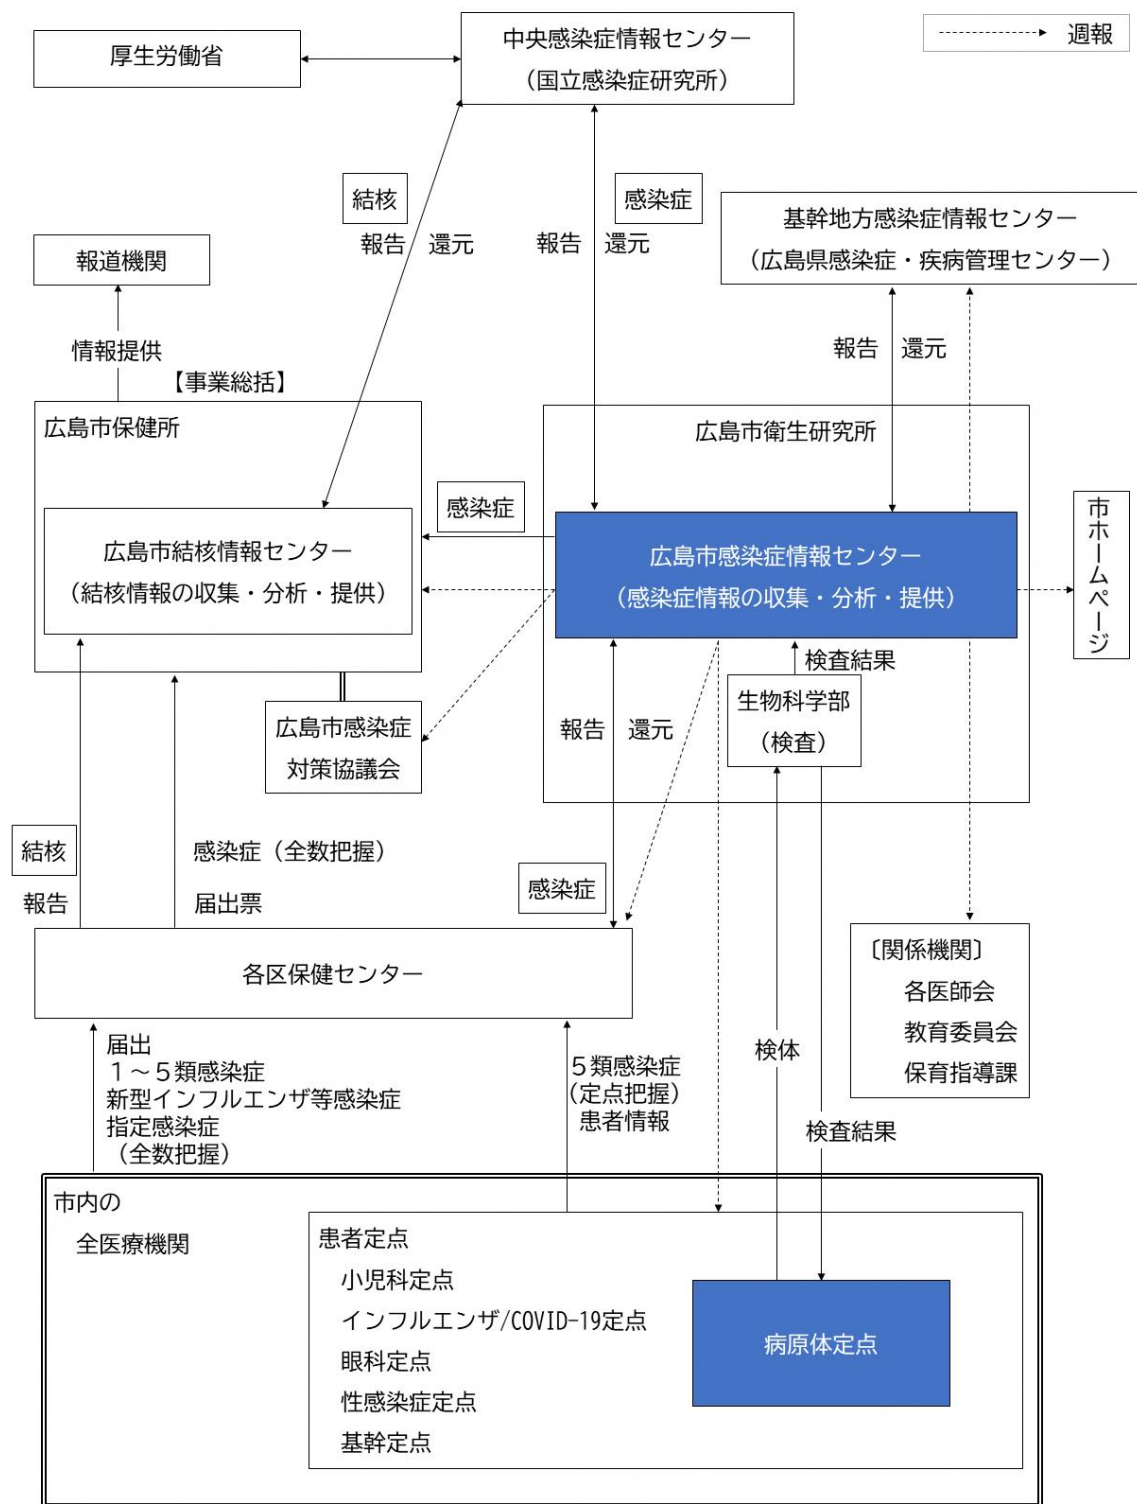 厚生労働省
中央感染症情報センター
（国立感染症研究所）
週報
結核
報告
還元
感染症
報告
還元
基幹地方感染症情報センター
（広島県感染症・疾病管理センター）
報道機関
情報提供
報告
還元
【事業総括】
広島市保健所
広島市衛生研究所
感染症
広島市結核情報センター
（結核情報の収集・分析・提供）
広島市感染症情報センター
（感染症情報の収集・分析・提供）
市ホームページ
検査結果
生物科学部
（検査）
広島市感染症
対策協議会
報告
還元
結核
報告
感染症（全数把握）
届出票
感染症
各区保健センター
〔関係機関〕
各医師会
教育委員会
保育指導課
届出
１～５類感染症
新型インフルエンザ等感染症
指定感染症
（全数把握）
５類感染症
（定点把握）
患者情報
検体
検査結果
市内の
全医療機関
患者定点
小児科定点
インフルエンザ/COVID-19定点
眼科定点
性感染症定点
基幹定点
病原体定点